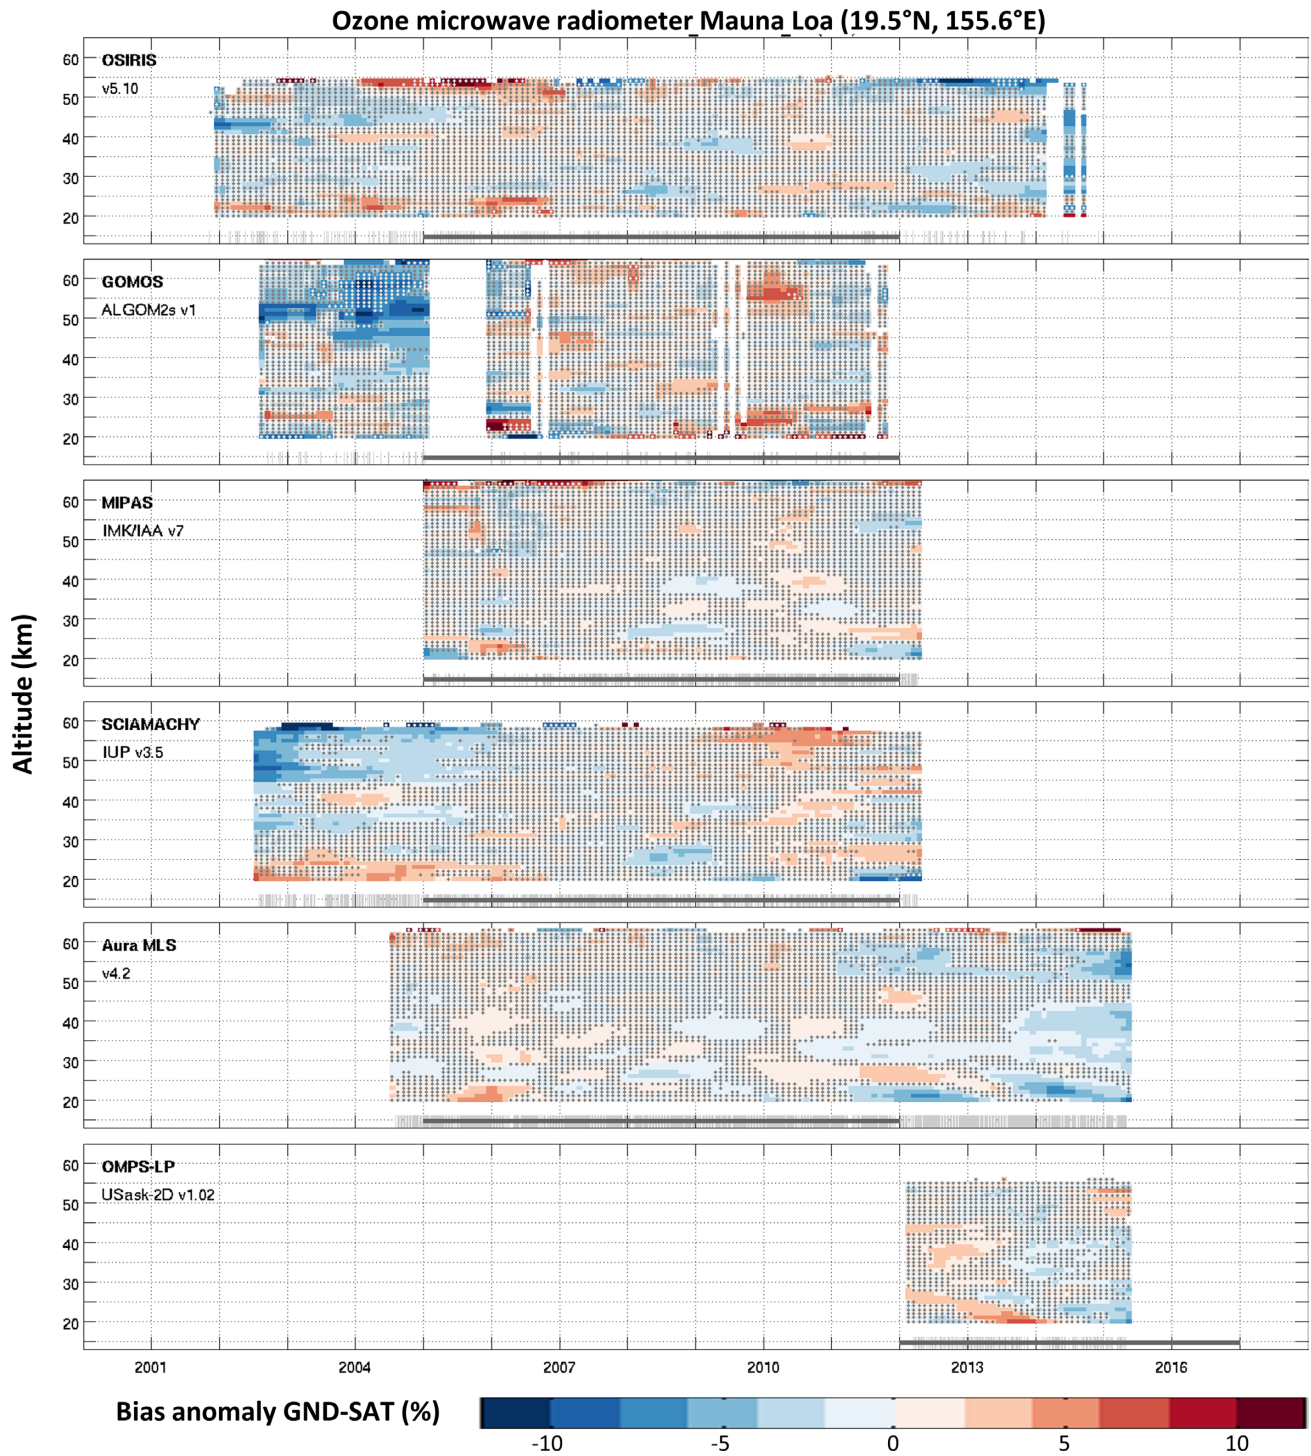 Ozone microwave radiometer Mauna Loa (19.5°N, 155.6°E)
OSIRIS
v5.10
60
50
40
30
20
GOMOS
ALGOM2s v1
60
50
40
30
20
MIPAS
IMK/IAA v7
60
50
40
30
20
SCIAMACHY
IUP v3.5
60
50
40
30
20
Aura MLS
v4.2
60
50
40
30
20
OMPS-LP
USask-2D v1.02
60
50
40
30
20
Altitude (km)
2001 2004 2007 2010 2013 2016
Bias anomaly GND-SAT (%)
-10 -5 0 5 10